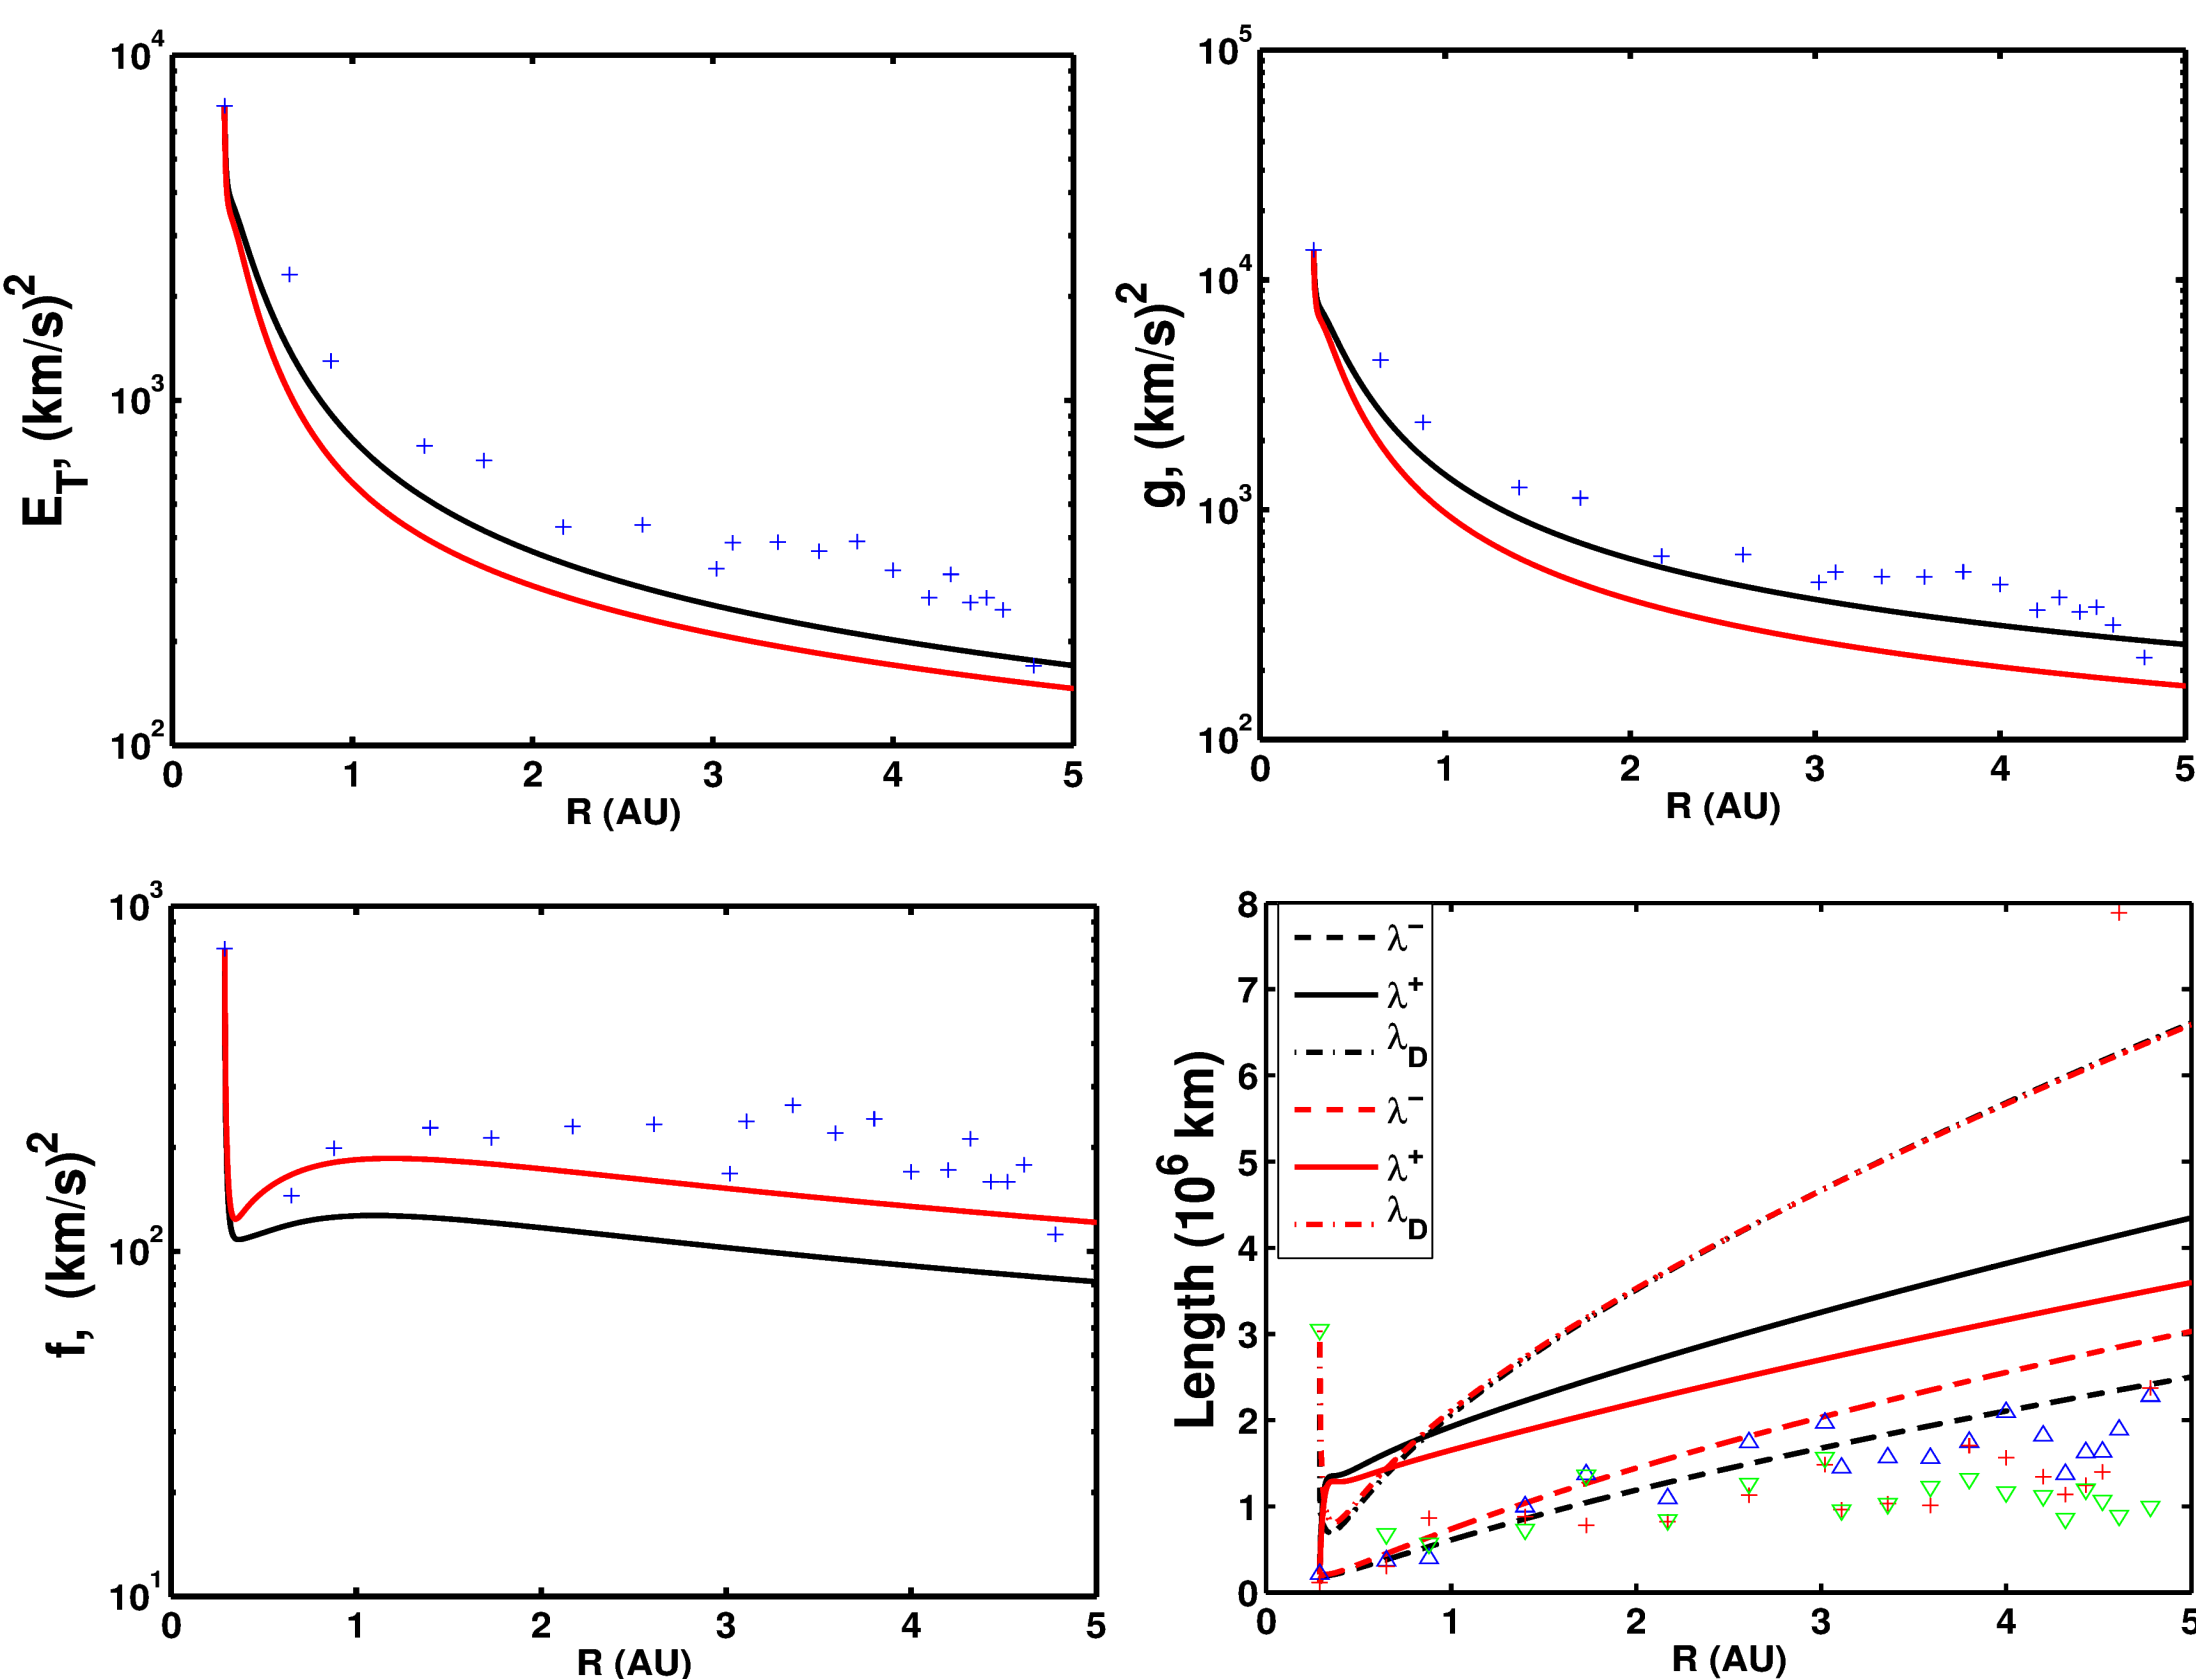 10^4
10^3
10^2
E_T, (km/s)^2
0 1 2 3 4 5
R (AU)
10^5
10^4
10^3
10^2
g, (km/s)^2
0 1 2 3 4 5
R (AU)
10^3
10^2
10^1
f, (km/s)^2
0 1 2 3 4 5
R (AU)
8
7
6
5
4
3
2
1
0
Length (10^6 km)
λ^−
λ^+
λ_D
λ^−
λ^+
λ_D
0 1 2 3 4 5
R (AU)